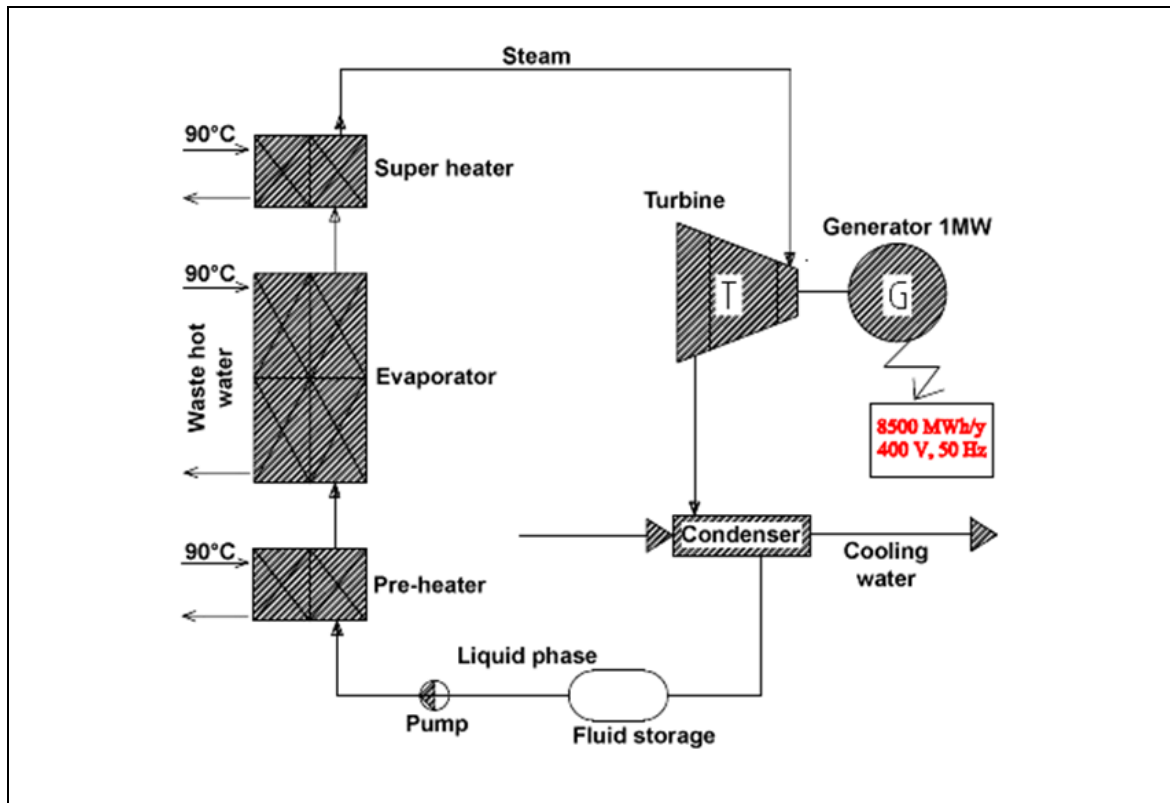 Steam
90°C
Super heater
Turbine
Generator 1MW
T
G
90°C
Waste hot
water
Evaporator
8500 MWh/y
400 V, 50 Hz
Condenser
Cooling
water
90°C
Pre-heater
Liquid phase
Pump
Fluid storage